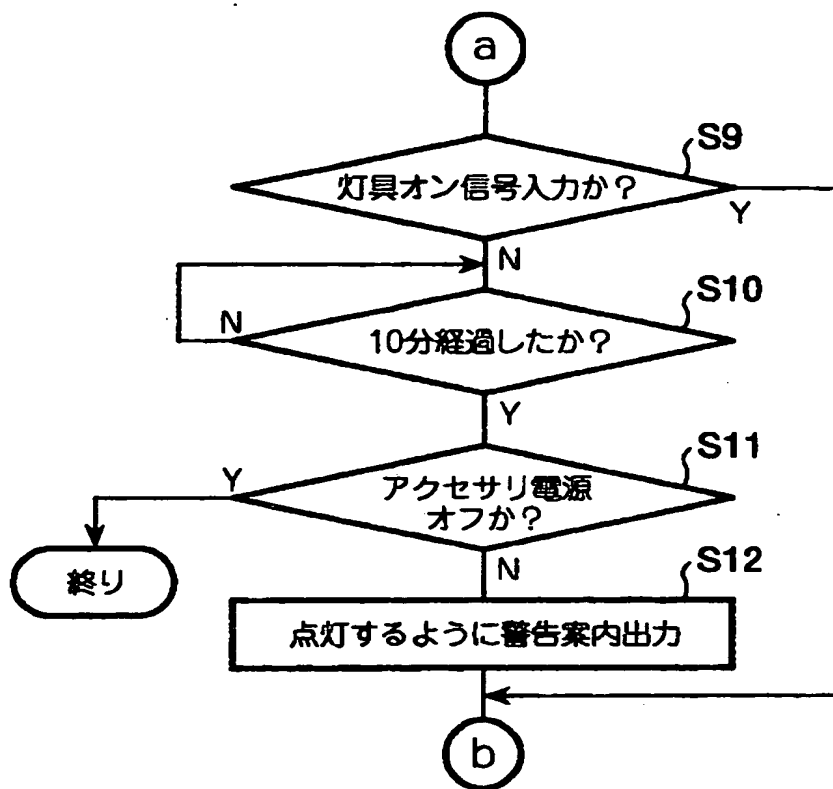 a
S9
灯具オン信号入力か？
Y
N
S10
N
10分経過したか？
Y
S11
Y
アクセサリ電源
オフか？
終り
N
S12
点灯するように警告案内出力
b